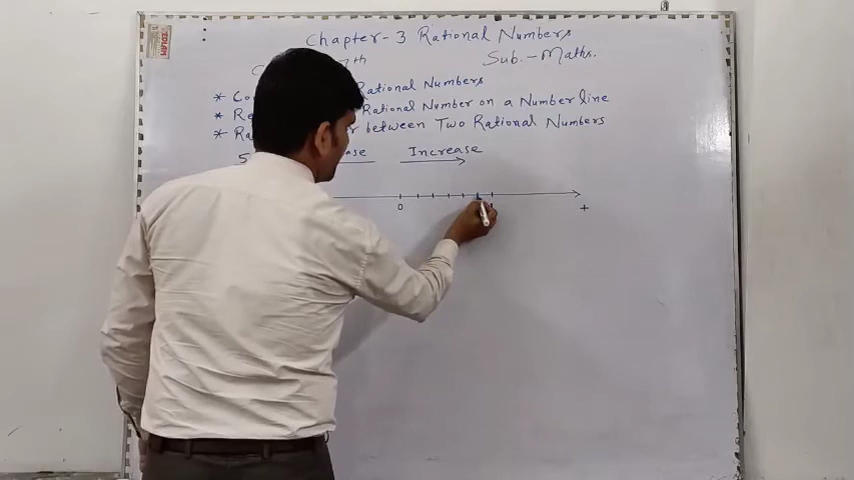 Chapter-3 Rational Numbers
7th Sub.-Maths.
* Rational Numbers
* Rational Number on a Number line
* between Two Rational Numbers
Increase
0
+